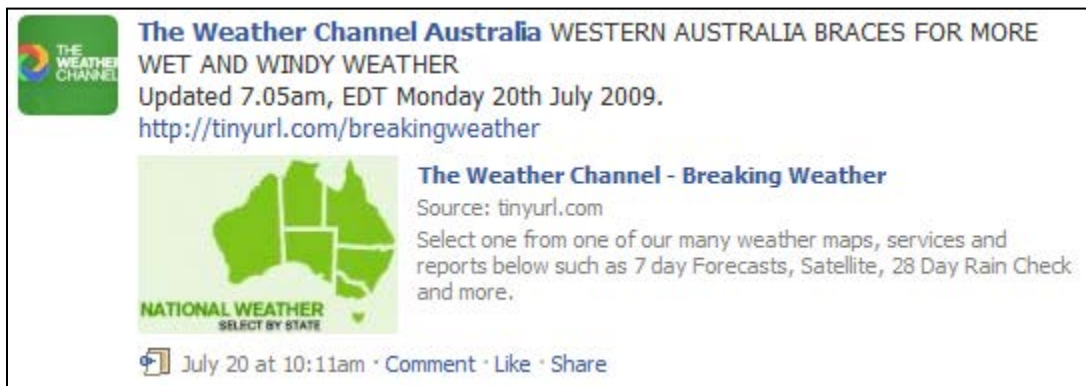 THE
WEATHER
CHANNEL
The Weather Channel Australia WESTERN AUSTRALIA BRACES FOR MORE
WET AND WINDY WEATHER
Updated 7.05am, EDT Monday 20th July 2009.
http://tinyurl.com/breakingweather
NATIONAL WEATHER
SELECT BY STATE
The Weather Channel - Breaking Weather
Source: tinyurl.com
Select one from one of our many weather maps, services and
reports below such as 7 day Forecasts, Satellite, 28 Day Rain Check
and more.
July 20 at 10:11am · Comment · Like · Share